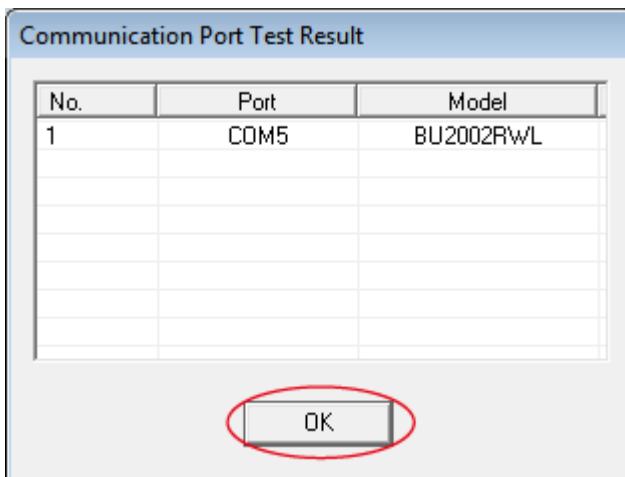 Communication Port Test Result
No. Port Model
1 COM5 BU2002RWL
OK